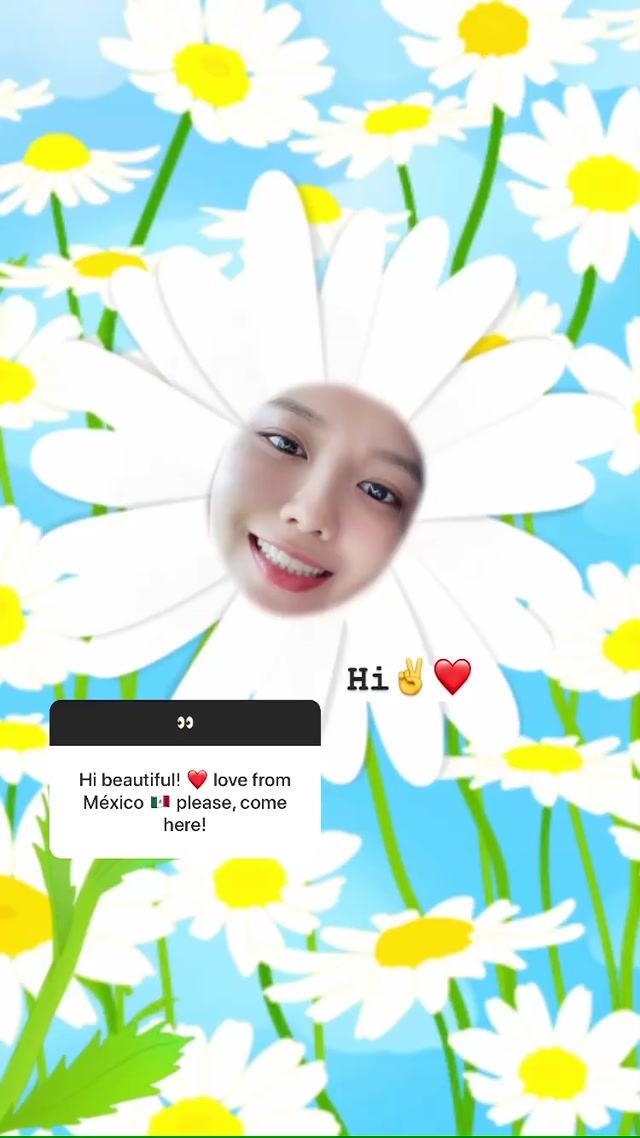 Hi✌️❤️
👀
Hi beautiful! ❤️ love from
México 🇲🇽 please, come
here!